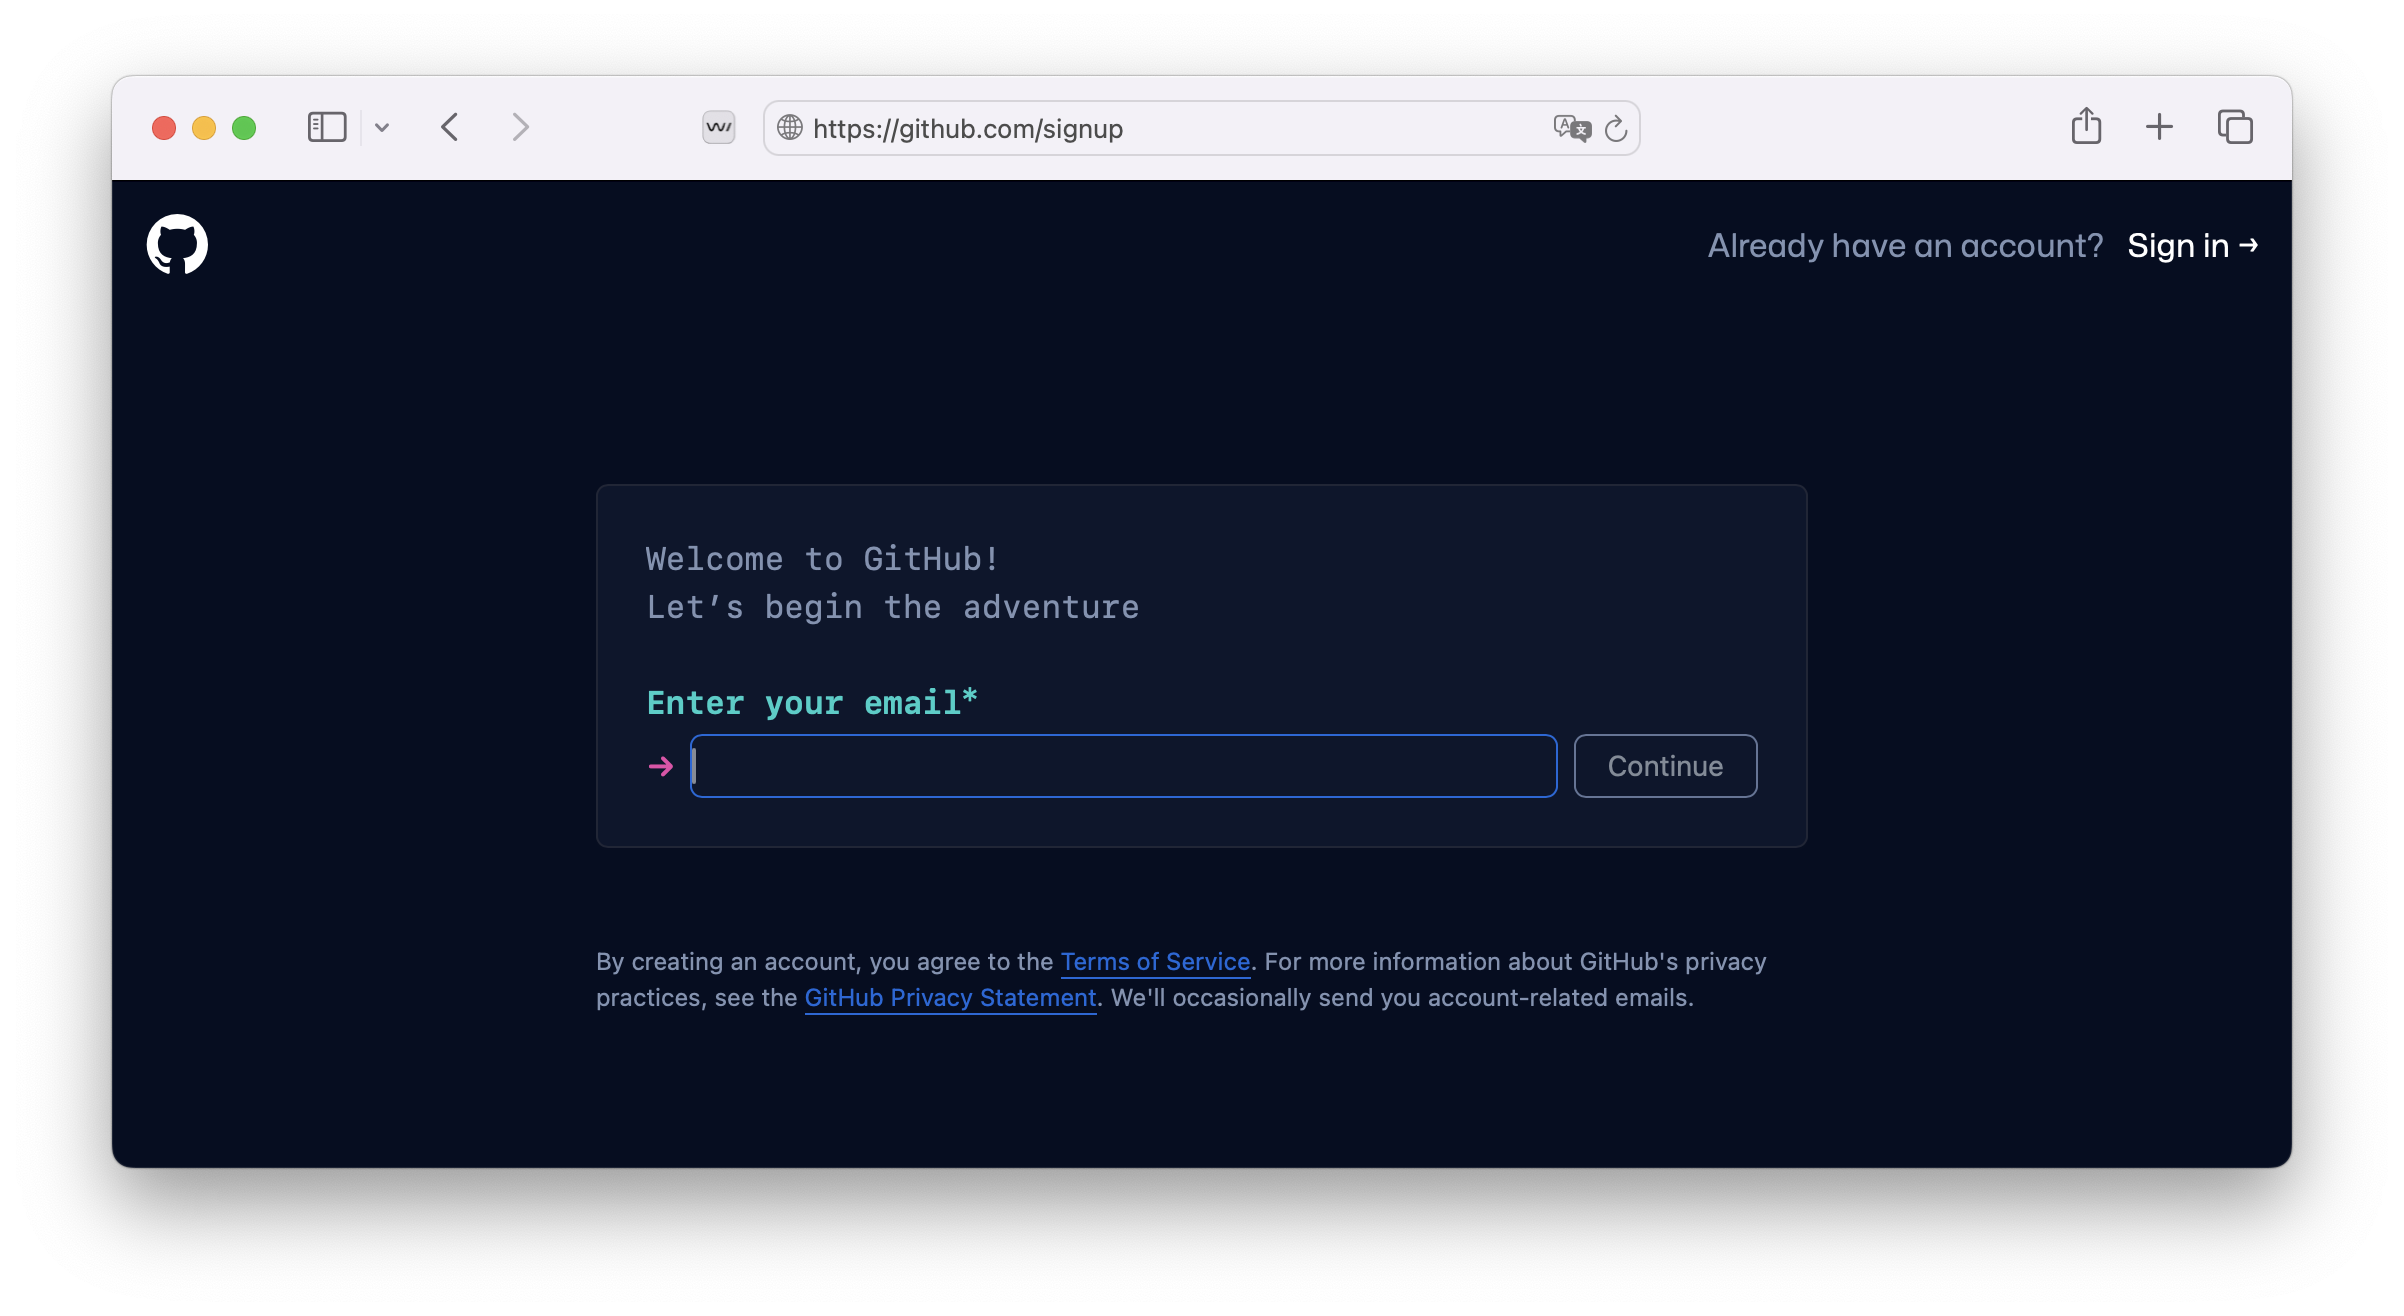 https://github.com/signup
Already have an account? Sign in →
Welcome to GitHub!
Let’s begin the adventure
Enter your email*
→ Continue
By creating an account, you agree to the Terms of Service. For more information about GitHub's privacy
practices, see the GitHub Privacy Statement. We'll occasionally send you account-related emails.